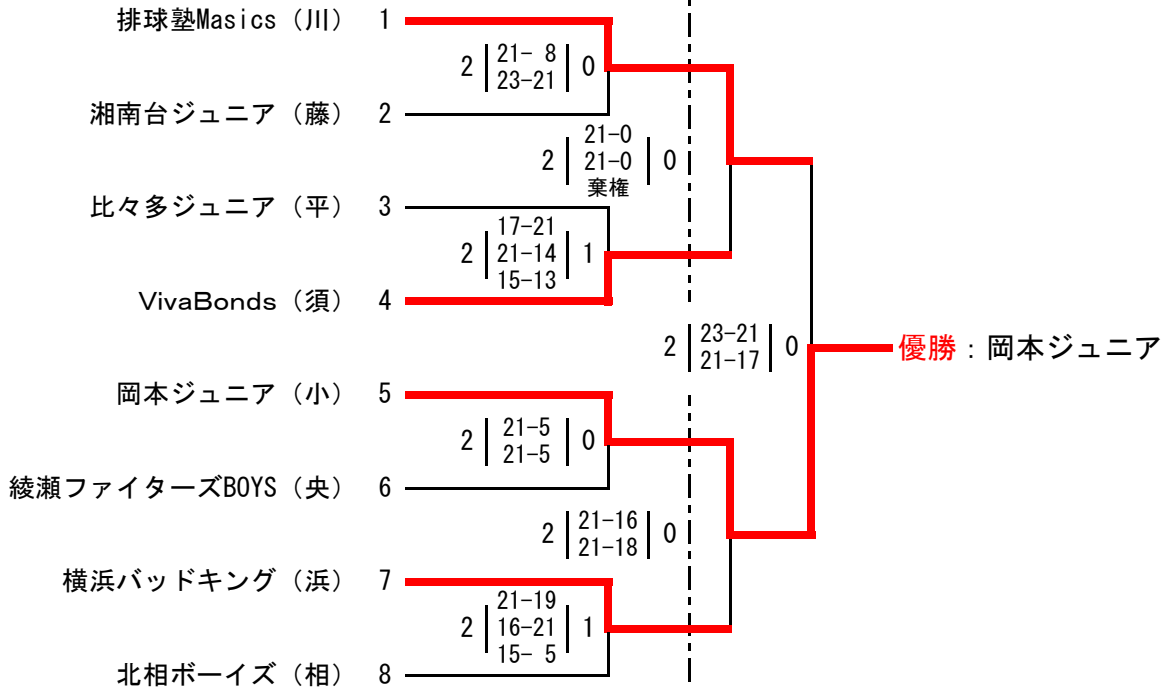 排球塾Masics（川） 1
2 21- 8 0
23-21
湘南台ジュニア（藤） 2
21-0
2 21-0 0
棄権
比々多ジュニア（平） 3
17-21
2 21-14 1
15-13
VivaBonds（須） 4
2 23-21 0
21-17
優勝：岡本ジュニア
岡本ジュニア（小） 5
2 21-5 0
21-5
綾瀬ファイターズBOYS（央） 6
2 21-16 0
21-18
横浜バッドキング（浜） 7
21-19
2 16-21 1
15- 5
北相ボーイズ（相） 8